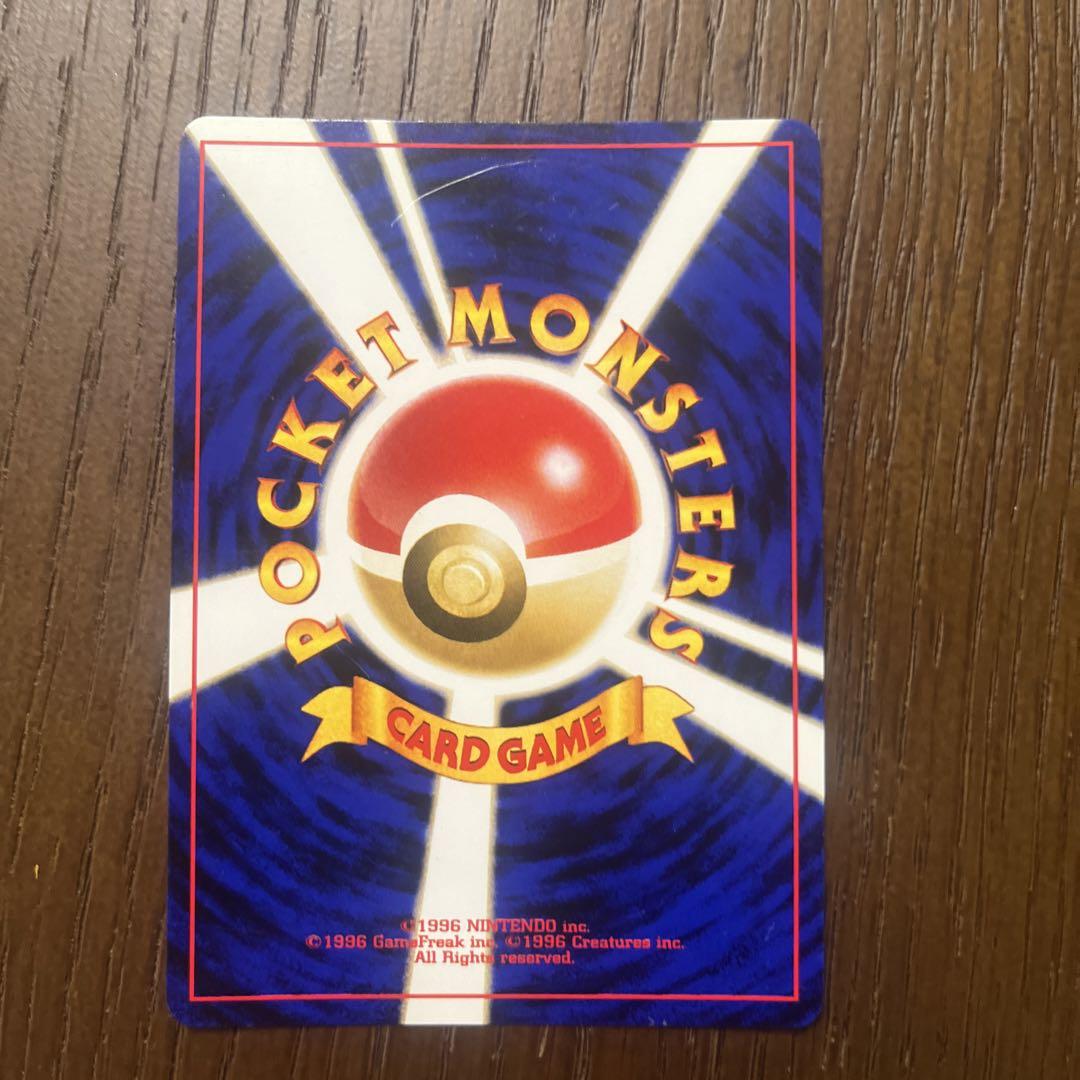 POCKET MONSTERS
CARD GAME
©1996 NINTENDO inc.
©1996 GameFreak inc. ©1996 Creatures inc.
All Rights reserved.